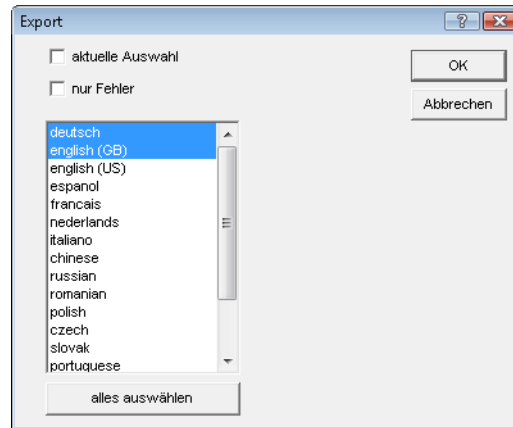 Export
aktuelle Auswahl
nur Fehler
OK
Abbrechen
deutsch
english (GB)
english (US)
espanol
francais
nederlands
italiano
chinese
russian
romanian
polish
czech
slovak
portuguese
alles auswählen